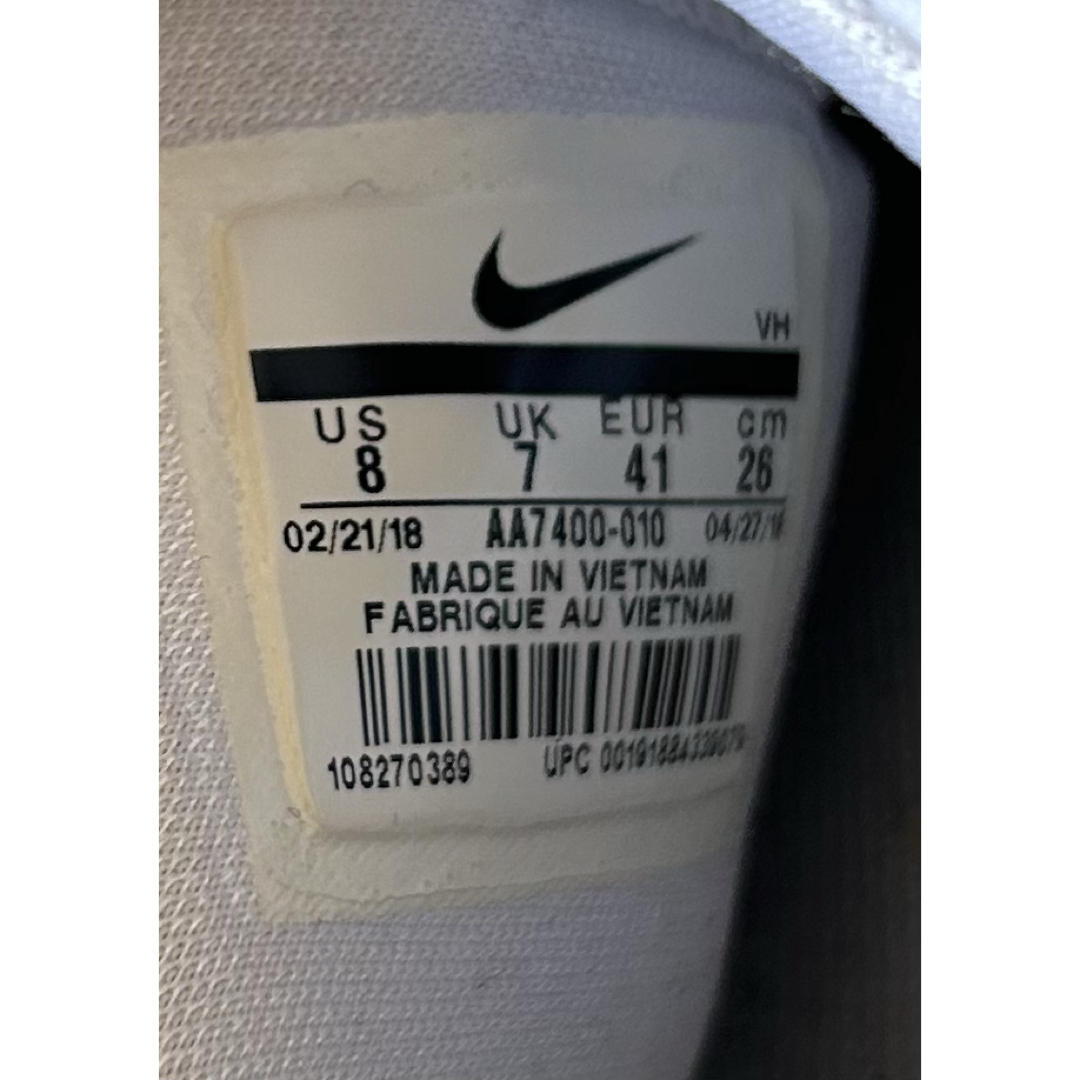 VH
US UK EUR cm
8 7 41 26
02/21/18 AA7400-010
MADE IN VIETNAM
FABRIQUE AU VIETNAM
108270389 UPC